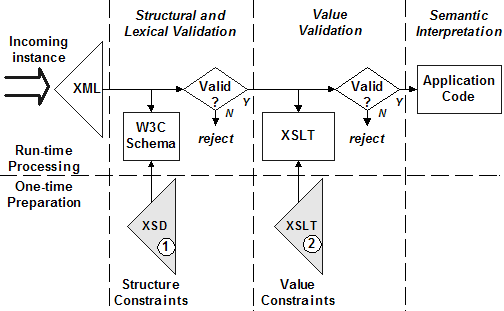 Structural and
Lexical Validation
Value
Validation
Semantic
Interpretation
Incoming
instance
XML
Valid
?
Y
N
reject
W3C
Schema
Valid
?
Y
N
reject
XSLT
Application
Code
Run-time
Processing
One-time
Preparation
XSD
1
XSLT
2
Structure
Constraints
Value
Constraints